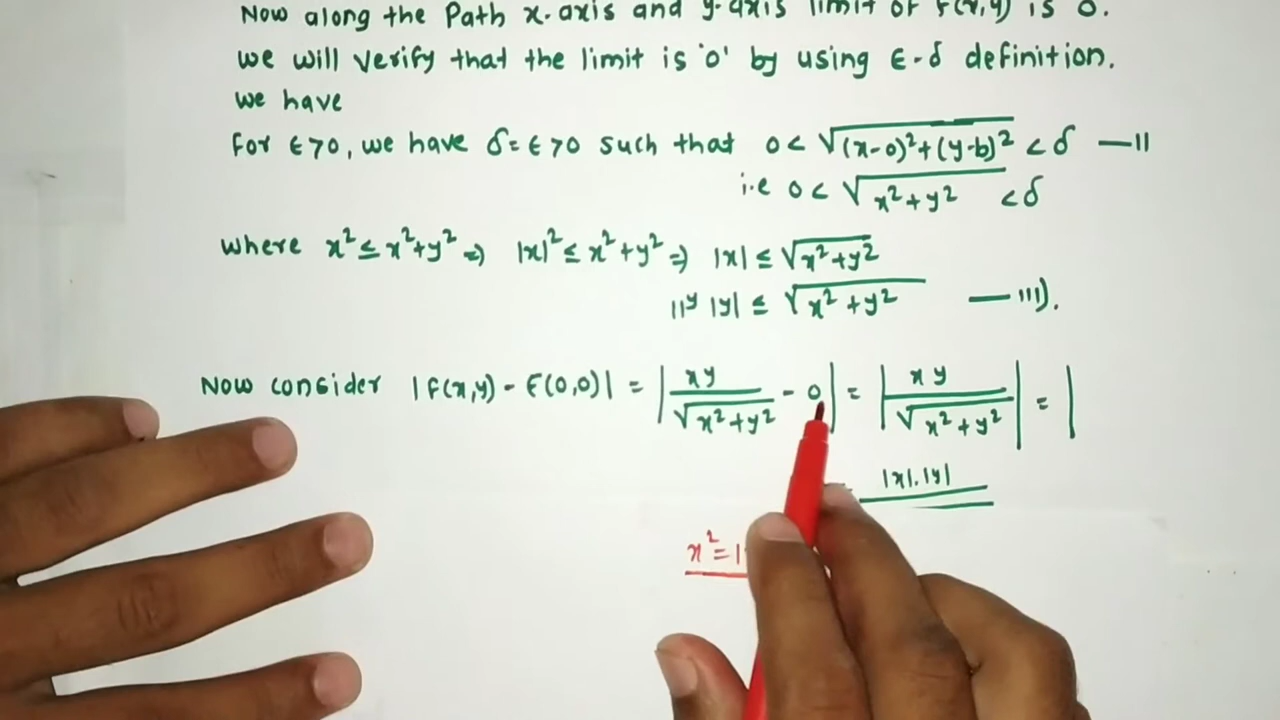 Now along the Path x-axis and y-axis limit of f(x,y) is 0.
we will verify that the limit is '0' by using ϵ-δ definition.
we have
For ϵ>0, we have δ=ϵ>0 such that 0<√((x-0)²+(y-b)²)<δ —II
i.e 0<√(x²+y²) <δ
where x²≤x²+y² ⇒ |x|²≤x²+y² ⇒ |x|≤√(x²+y²)
||y |y|≤√(x²+y²) —III).
Now consider |f(x,y)-f(0,0)| = |xy/√(x²+y²) - 0| = |xy/√(x²+y²)| = |
|x|.|y|
x²=|